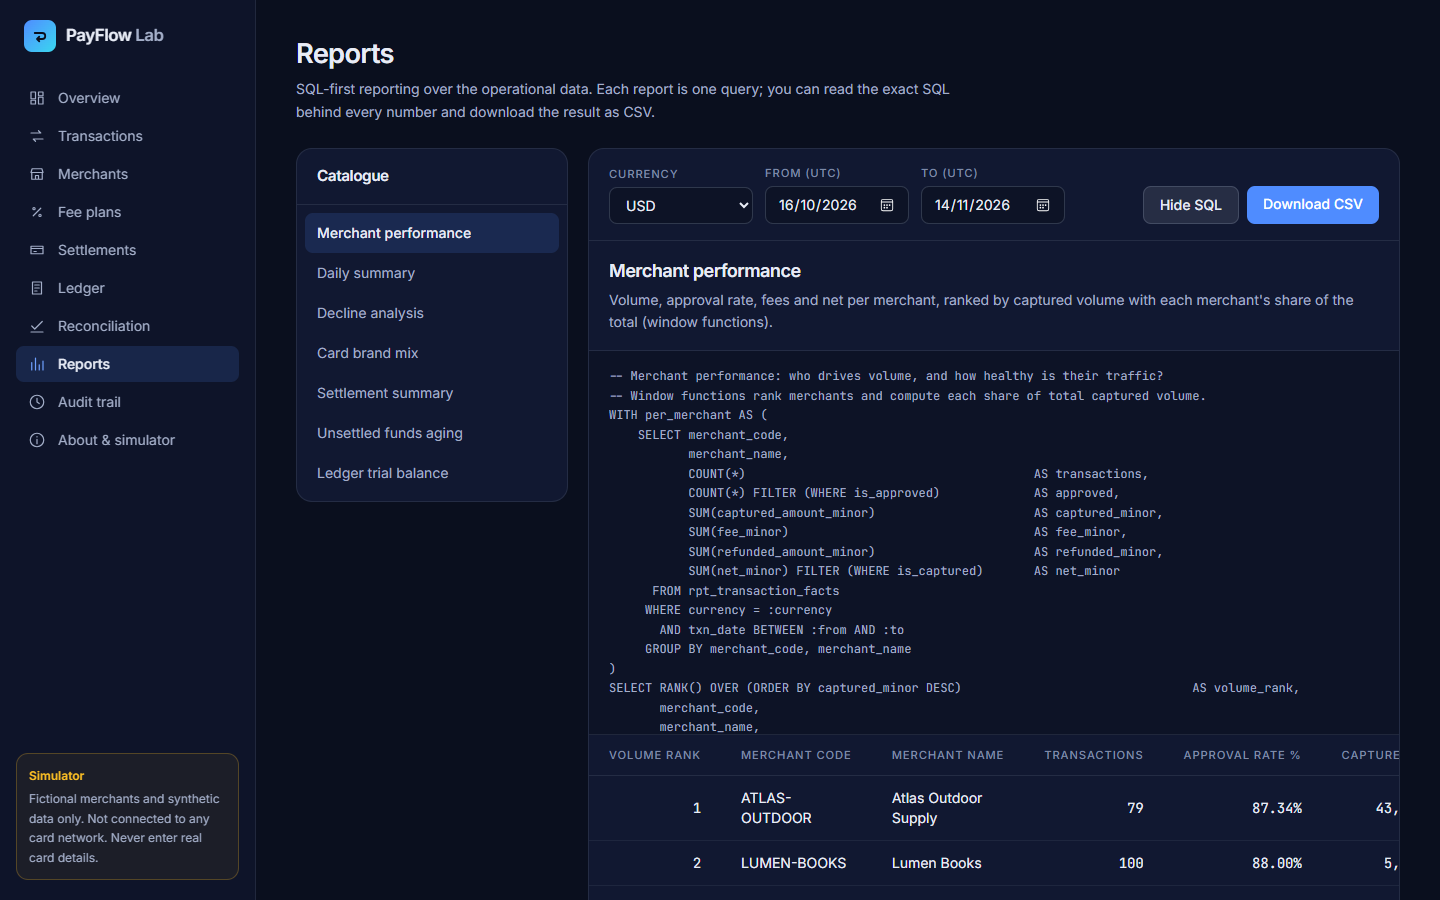 PayFlow Lab
Overview
Transactions
Merchants
Fee plans
Settlements
Ledger
Reconciliation
Reports
Audit trail
About & simulator
Simulator
Fictional merchants and synthetic
data only. Not connected to any
card network. Never enter real
card details.
Reports
SQL-first reporting over the operational data. Each report is one query; you can read the exact SQL
behind every number and download the result as CSV.
Catalogue
Merchant performance
Daily summary
Decline analysis
Card brand mix
Settlement summary
Unsettled funds aging
Ledger trial balance
CURRENCY FROM (UTC) TO (UTC)
USD 16/10/2026 14/11/2026 Hide SQL Download CSV
Merchant performance
Volume, approval rate, fees and net per merchant, ranked by captured volume with each merchant's share of the
total (window functions).
-- Merchant performance: who drives volume, and how healthy is their traffic?
-- Window functions rank merchants and compute each share of total captured volume.
WITH per_merchant AS (
    SELECT merchant_code,
           merchant_name,
           COUNT(*)                                        AS transactions,
           COUNT(*) FILTER (WHERE is_approved)             AS approved,
           SUM(captured_amount_minor)                      AS captured_minor,
           SUM(fee_minor)                                  AS fee_minor,
           SUM(refunded_amount_minor)                      AS refunded_minor,
           SUM(net_minor) FILTER (WHERE is_captured)       AS net_minor
      FROM rpt_transaction_facts
     WHERE currency = :currency
       AND txn_date BETWEEN :from AND :to
     GROUP BY merchant_code, merchant_name
)
SELECT RANK() OVER (ORDER BY captured_minor DESC)                                AS volume_rank,
       merchant_code,
       merchant_name,
VOLUME RANK MERCHANT CODE MERCHANT NAME TRANSACTIONS APPROVAL RATE % CAPTURE
1 ATLAS-OUTDOOR Atlas Outdoor Supply 79 87.34% 43,
2 LUMEN-BOOKS Lumen Books 100 88.00% 5,